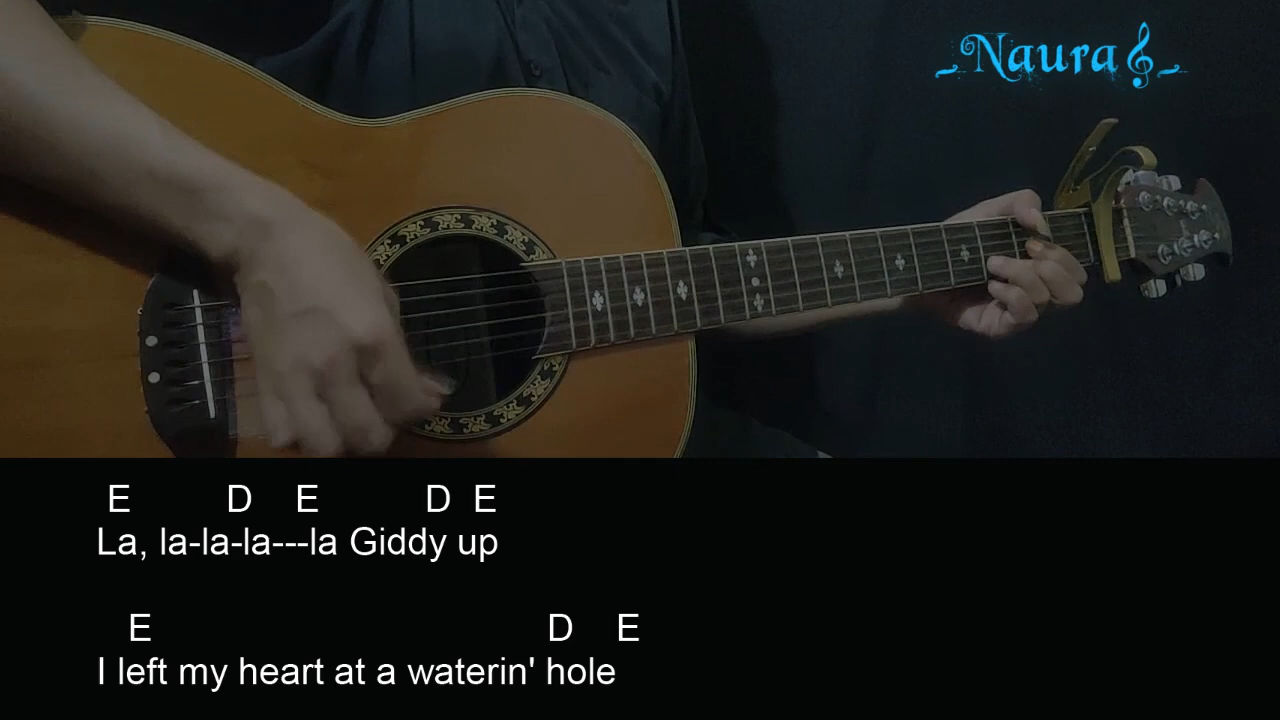 Naura
E D E D E
La, la-la-la---la Giddy up
E D E
I left my heart at a waterin' hole